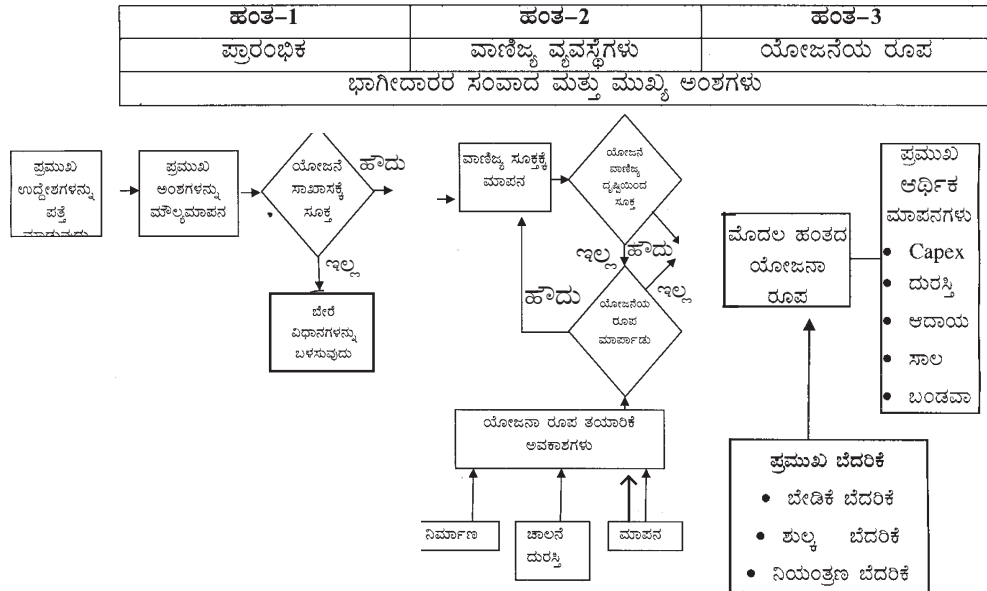 ಹಂತ-1 ಹಂತ-2 ಹಂತ-3
ಪ್ರಾರಂಭಿಕ ವಾಣಿಜ್ಯ ವ್ಯವಸ್ಥೆಗಳು ಯೋಜನೆಯ ರೂಪ
ಭಾಗೀದಾರರ ಸಂವಾದ ಮತ್ತು ಮುಖ್ಯ ಅಂಶಗಳು
ಪ್ರಮುಖ
ಉದ್ದೇಶಗಳನ್ನು
ಪತ್ತೆ
ಮಾಡುವುದು
ಪ್ರಮುಖ
ಅಂಶಗಳನ್ನು
ಮೌಲ್ಯಮಾಪನ
ಯೋಜನೆ
ಸಾಖಾಸಕ್ಕೆ
ಸೂಕ್ತ
ಹೌದು
ಇಲ್ಲ
ಬೇರೆ
ವಿಧಾನಗಳನ್ನು
ಬಳಸುವುದು
ವಾಣಿಜ್ಯ ಸೂಕ್ತಕ್ಕೆ
ಮಾಪನ
ಯೋಜನೆ
ವಾಣಿಜ್ಯ
ದೃಷ್ಟಿಯಿಂದ
ಸೂಕ್ತ
ಇಲ್ಲ
ಹೌದು
ಹೌದು
ಇಲ್ಲ
ಯೋಜನೆಯ
ರೂಪ
ಮಾರ್ಪಾಡು
ಯೋಜನಾ ರೂಪ ತಯಾರಿಕೆ
ಅವಕಾಶಗಳು
ನಿರ್ಮಾಣ
ಚಾಲನೆ
ದುರಸ್ತಿ
ಮಾಪನ
ಮೊದಲ ಹಂತದ
ಯೋಜನಾ
ರೂಪ
ಪ್ರಮುಖ
ಆರ್ಥಿಕ
ಮಾಪನಗಳು
• Capex
• ದುರಸ್ತಿ
• ಆದಾಯ
• ಸಾಲ
• ಬಂಡವಾ
ಪ್ರಮುಖ ಬೆದರಿಕೆ
• ಬೇಡಿಕೆ ಬೆದರಿಕೆ
• ಶುಲ್ಕ ಬೆದರಿಕೆ
• ನಿಯಂತ್ರಣ ಬೆದರಿಕೆ